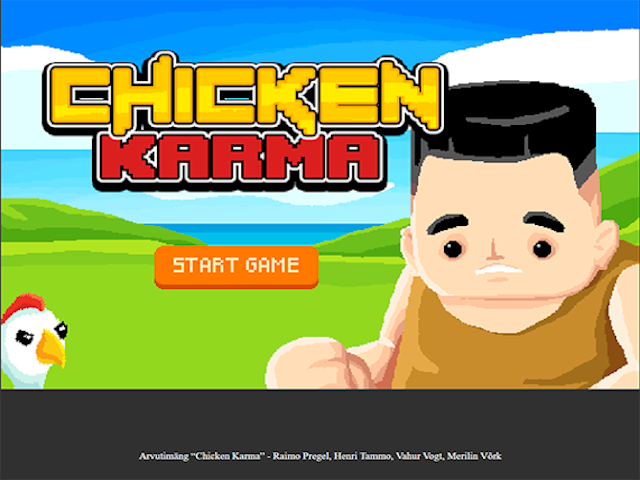 CHICKEN
KARMA
START GAME
Arvutimäng “Chicken Karma” - Raimo Pregel, Henri Tammo, Vahur Vogt, Merilin Võrk